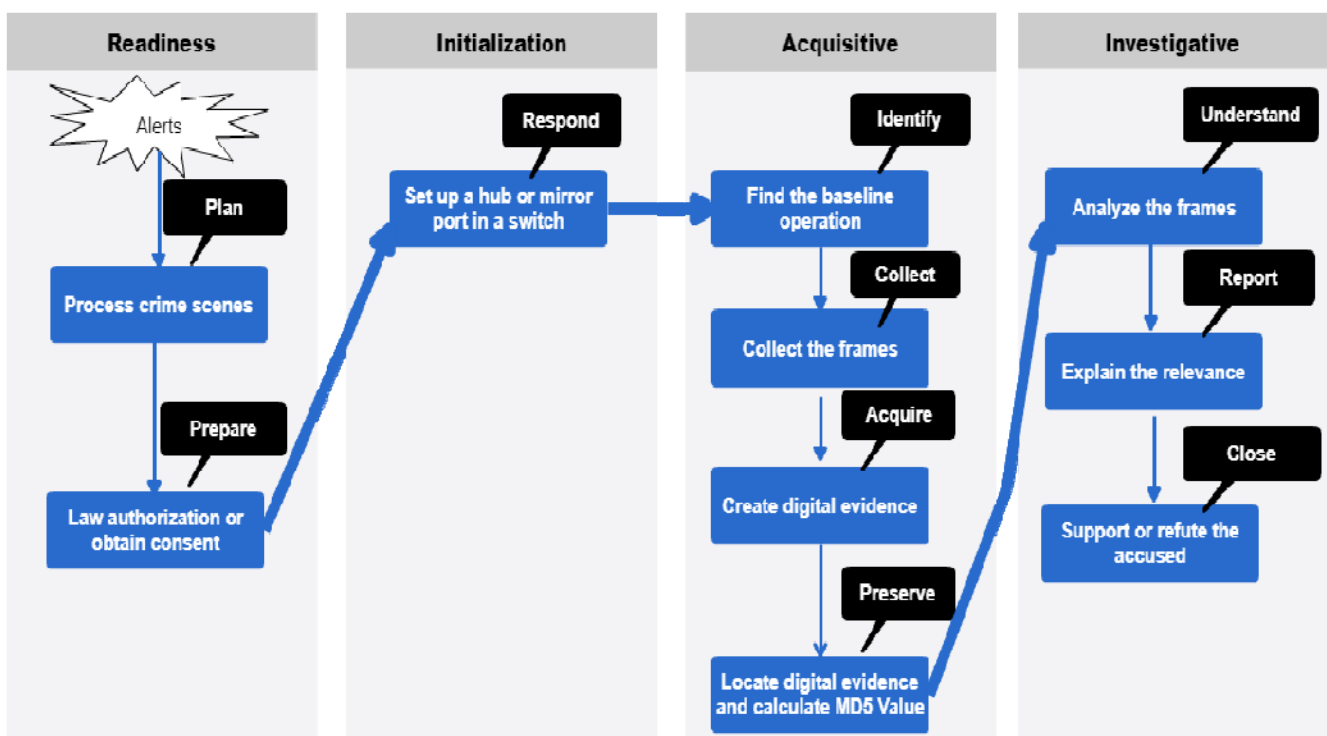 Readiness
Alerts
Plan
Process crime scenes
Prepare
Law authorization or
obtain consent
Initialization
Respond
Set up a hub or mirror
port in a switch
Acquisitive
Identify
Find the baseline
operation
Collect
Collect the frames
Acquire
Create digital evidence
Preserve
Locate digital evidence
and calculate MD5 Value
Investigative
Understand
Analyze the frames
Report
Explain the relevance
Close
Support or refute the
accused